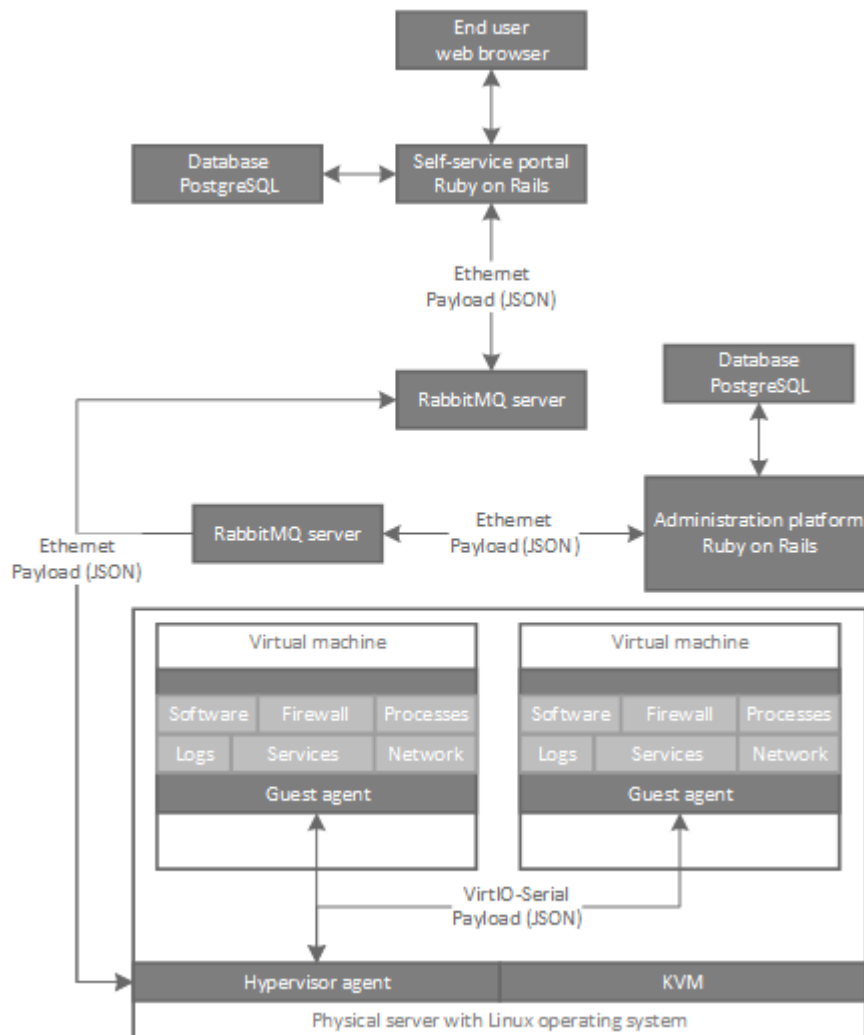 End user
web browser
Database
PostgreSQL
Self-service portal
Ruby on Rails
Ethernet
Payload (JSON)
Database
PostgreSQL
RabbitMQ server
RabbitMQ server
Ethernet
Payload (JSON)
Administration platform
Ruby on Rails
Ethernet
Payload (JSON)
Virtual machine
Software
Firewall
Processes
Logs
Services
Network
Guest agent
Virtual machine
Software
Firewall
Processes
Logs
Services
Network
Guest agent
VirtIO-Serial
Payload (JSON)
Hypervisor agent
KVM
Physical server with Linux operating system